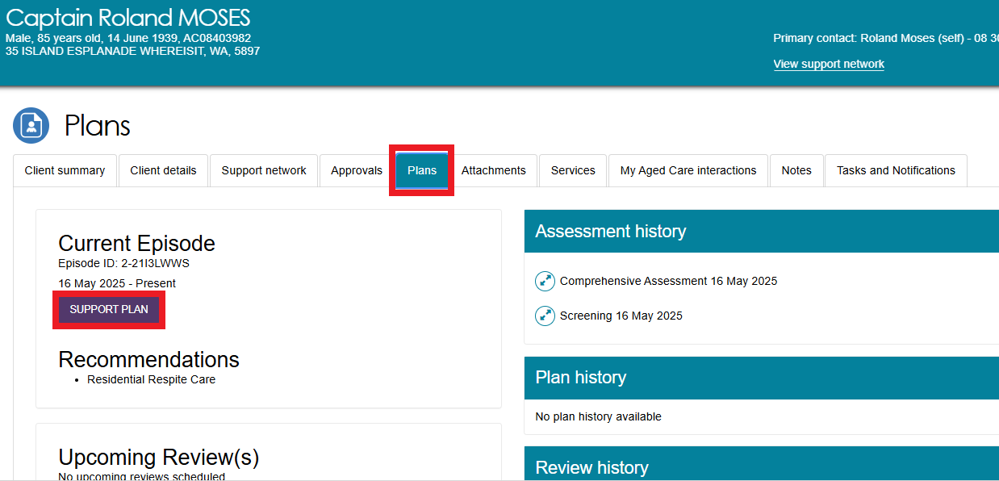 Captain Roland MOSES
Male, 85 years old, 14 June 1939, AC08403982
35 ISLAND ESPLANADE WHEREISIT, WA, 5897
Primary contact: Roland Moses (self) - 08 30
View support network
Plans
Client summary
Client details
Support network
Approvals
Plans
Attachments
Services
My Aged Care interactions
Notes
Tasks and Notifications
Current Episode
Episode ID: 2-21I3LWWS
16 May 2025 - Present
SUPPORT PLAN
Recommendations
• Residential Respite Care
Upcoming Review(s)
No upcoming reviews scheduled
Assessment history
Comprehensive Assessment 16 May 2025
Screening 16 May 2025
Plan history
No plan history available
Review history